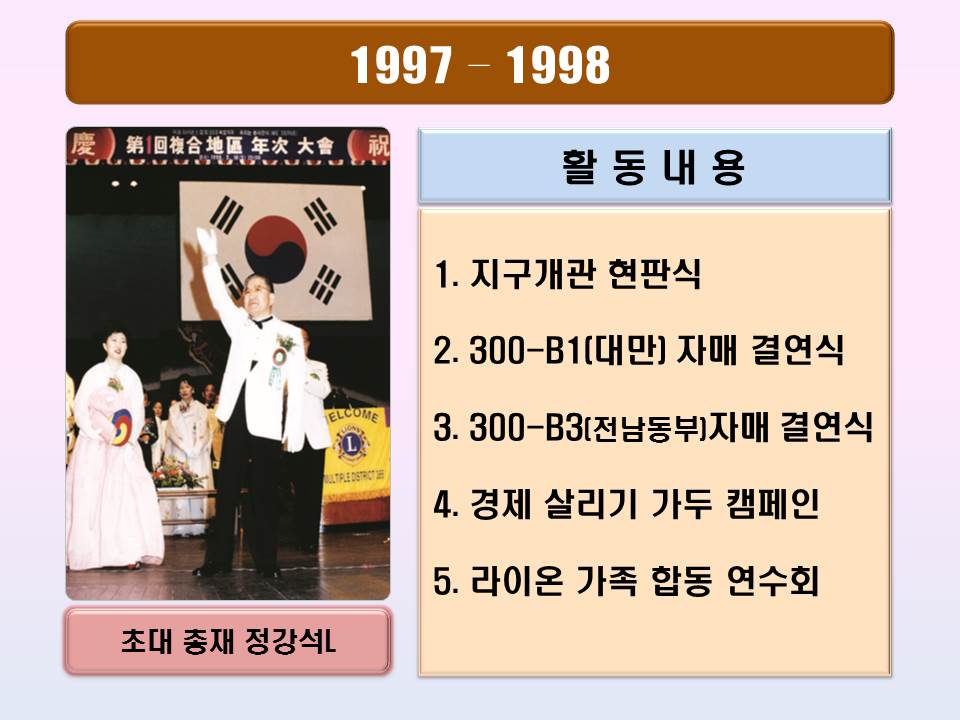 1997 – 1998
慶 第1回複合地區 年次 大會 祝
활 동 내 용
1. 지구개관 현판식
2. 300-B1(대만) 자매 결연식
3. 300-B3(전남동부)자매 결연식
4. 경제 살리기 가두 캠페인
5. 라이온 가족 합동 연수회
WELCOME
LIONS
L
MULTIPLE DISTRICT 355
초대 총재 정강석L